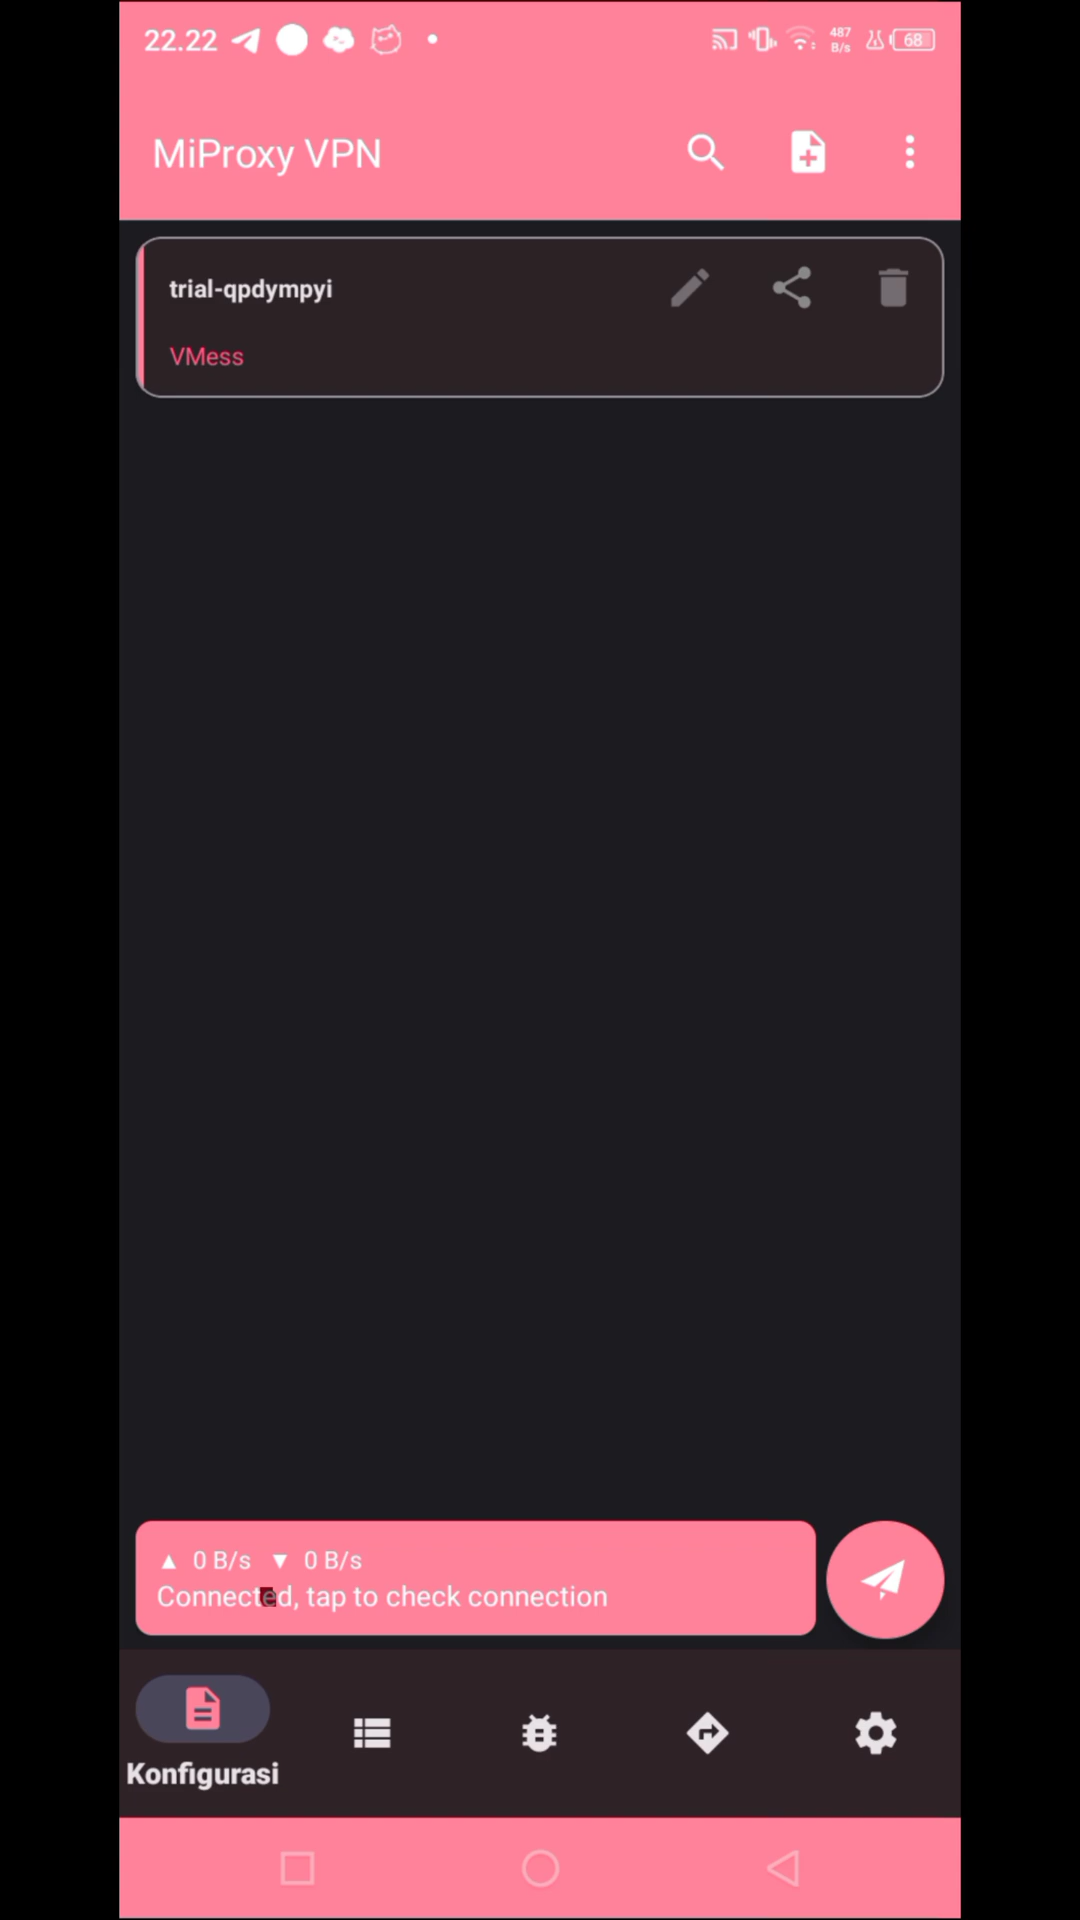 22.22
487
B/s
68
MiProxy VPN
trial-qpdympyi
VMess
▲ 0 B/s ▼ 0 B/s
Connected, tap to check connection
Konfigurasi